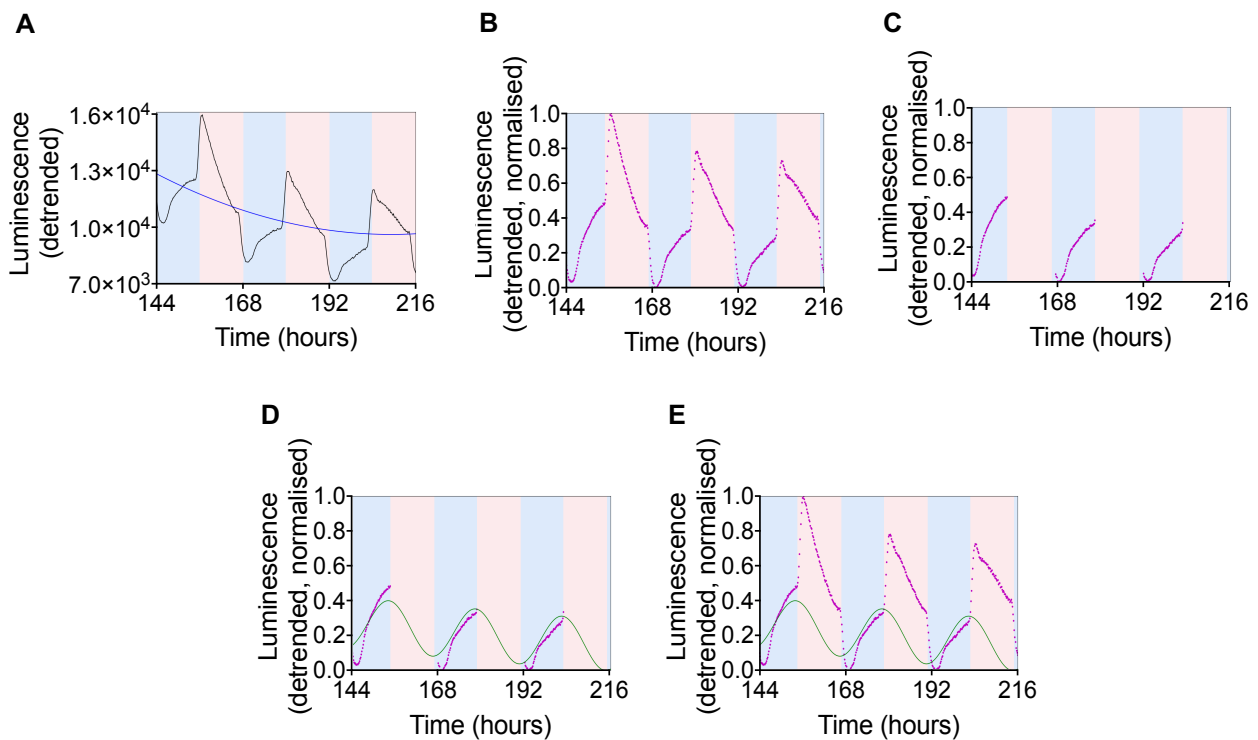 A
Luminescence
(detrended)
1.6×10⁴
1.3×10⁴
1.0×10⁴
7.0×10³
144 168 192 216
Time (hours)
B
Luminescence
(detrended, normalised)
1.0
0.8
0.6
0.4
0.2
0.0
144 168 192 216
Time (hours)
C
Luminescence
(detrended, normalised)
1.0
0.8
0.6
0.4
0.2
0.0
144 168 192 216
Time (hours)
D
Luminescence
(detrended, normalised)
1.0
0.8
0.6
0.4
0.2
0.0
144 168 192 216
Time (hours)
E
Luminescence
(detrended, normalised)
1.0
0.8
0.6
0.4
0.2
0.0
144 168 192 216
Time (hours)